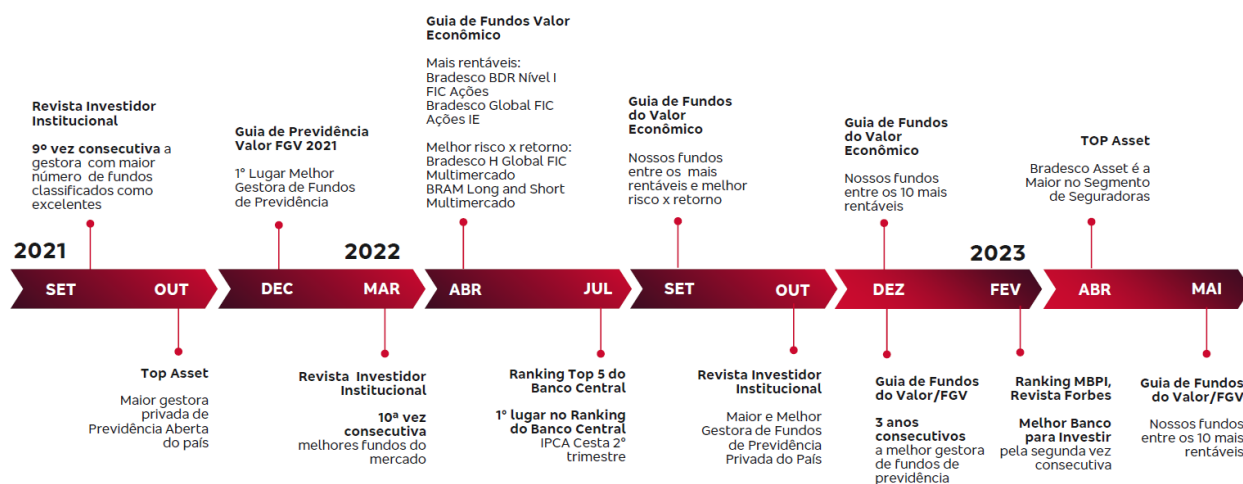 Revista Investidor
Institucional
9º vez consecutiva a
gestora com maior
número de fundos
classificados como
excelentes
Guia de Previdência
Valor FGV 2021
1º Lugar Melhor
Gestora de Fundos
de Previdência
Guia de Fundos Valor
Econômico
Mais rentáveis:
Bradesco BDR Nível I
FIC Ações
Bradesco Global FIC
Ações IE
Melhor risco x retorno:
Bradesco H Global FIC
Multimercado
BRAM Long and Short
Multimercado
Guia de Fundos
do Valor
Econômico
Nossos fundos
entre os mais
rentáveis e melhor
risco x retorno
Guia de Fundos
do Valor
Econômico
Nossos fundos
entre os 10 mais
rentáveis
TOP Asset
Bradesco Asset é a
Maior no Segmento
de Seguradoras
2021
2022
2023
SET OUT DEC MAR ABR JUL SET OUT DEZ FEV ABR MAI
Top Asset
Maior gestora
privada de
Previdência Aberta
do país
Revista Investidor
Institucional
10ª vez
consecutiva
melhores fundos do
mercado
Ranking Top 5 do
Banco Central
1º lugar no Ranking
do Banco Central
IPCA Cesta 2º
trimestre
Revista Investidor
Institucional
Maior e Melhor
Gestora de Fundos
de Previdência
Privada do País
Guia de Fundos
do Valor/FGV
3 anos
consecutivos
a melhor gestora
de fundos de
previdência
Ranking MBPI,
Revista Forbes
Melhor Banco
para Investir
pela segunda vez
consecutiva
Guia de Fundos
do Valor/FGV
Nossos fundos
entre os 10 mais
rentáveis